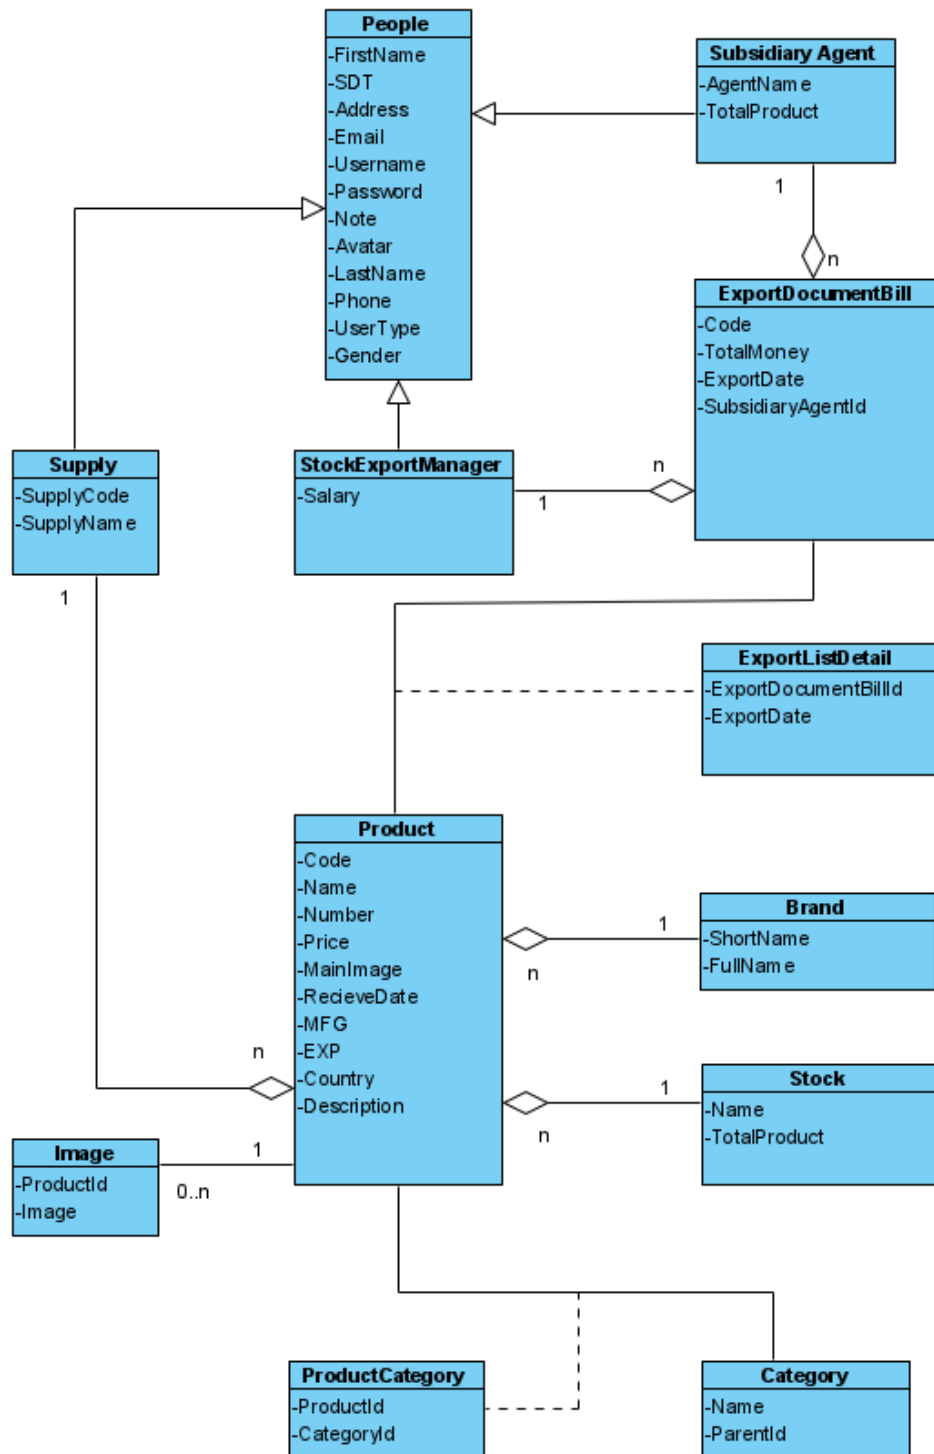 People
-FirstName
-SDT
-Address
-Email
-Username
-Password
-Note
-Avatar
-LastName
-Phone
-UserType
-Gender
Subsidiary Agent
-AgentName
-TotalProduct
1
n
ExportDocumentBill
-Code
-TotalMoney
-ExportDate
-SubsidiaryAgentId
Supply
-SupplyCode
-SupplyName
1
StockExportManager
-Salary
n
1
ExportListDetail
-ExportDocumentBillId
-ExportDate
Product
-Code
-Name
-Number
-Price
-MainImage
-RecieveDate
-MFG
-EXP
-Country
-Description
1
n
Brand
-ShortName
-FullName
n
1
n
Stock
-Name
-TotalProduct
Image
-ProductId
-Image
1
0..n
ProductCategory
-ProductId
-CategoryId
Category
-Name
-ParentId